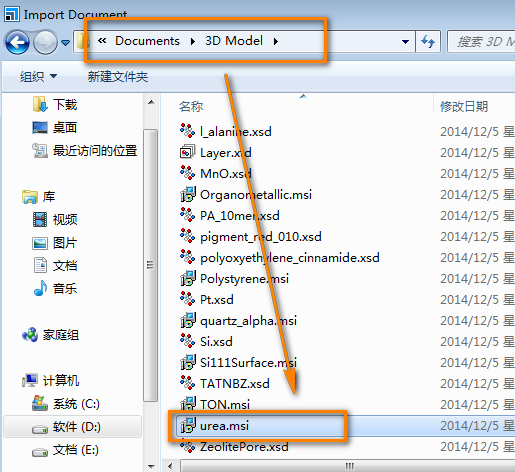 Import Document
« Documents ▸ 3D Model ▸
搜索 3D M
组织 新建文件夹
下载
桌面
最近访问的位置
库
视频
图片
文档
音乐
家庭组
计算机
系统 (C:)
软件 (D:)
文档 (E:)
名称 修改日期
l_alanine.xsd 2014/12/5 星
Layer.xtd 2014/12/5 星
MnO.xsd 2014/12/5 星
Organometallic.msi 2014/12/5 星
PA_10mer.xsd 2014/12/5 星
pigment_red_010.xsd 2014/12/5 星
polyoxyethylene_cinnamide.xsd 2014/12/5 星
Polystyrene.msi 2014/12/5 星
Pt.xsd 2014/12/5 星
quartz_alpha.msi 2014/12/5 星
Si.xsd 2014/12/5 星
Si111Surface.msi 2014/12/5 星
TATNBZ.xsd 2014/12/5 星
TON.msi 2014/12/5 星
urea.msi 2014/12/5 星
ZeolitePore.xsd 2014/12/5 星